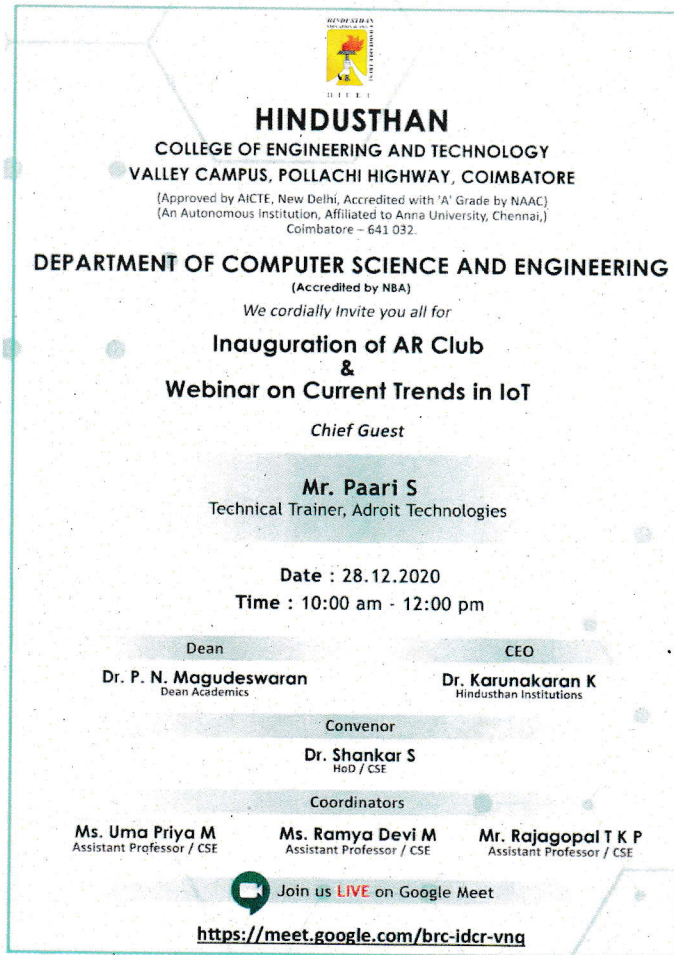 HINDUSTHAN
HINDUSTHAN
COLLEGE OF ENGINEERING AND TECHNOLOGY
VALLEY CAMPUS, POLLACHI HIGHWAY, COIMBATORE
(Approved by AICTE, New Delhi, Accredited with 'A' Grade by NAAC)
(An Autonomous Institution, Affiliated to Anna University, Chennai,)
Coimbatore – 641 032.
DEPARTMENT OF COMPUTER SCIENCE AND ENGINEERING
(Accredited by NBA)
We cordially Invite you all for
Inauguration of AR Club
&
Webinar on Current Trends in IoT
Chief Guest
Mr. Paari S
Technical Trainer, Adroit Technologies
Date : 28.12.2020
Time : 10:00 am - 12:00 pm
Dean CEO
Dr. P. N. Magudeswaran Dr. Karunakaran K
Dean Academics Hindusthan Institutions
Convenor
Dr. Shankar S
HoD / CSE
Coordinators
Ms. Uma Priya M Ms. Ramya Devi M Mr. Rajagopal T K P
Assistant Professor / CSE Assistant Professor / CSE Assistant Professor / CSE
Join us LIVE on Google Meet
https://meet.google.com/brc-idcr-vnq